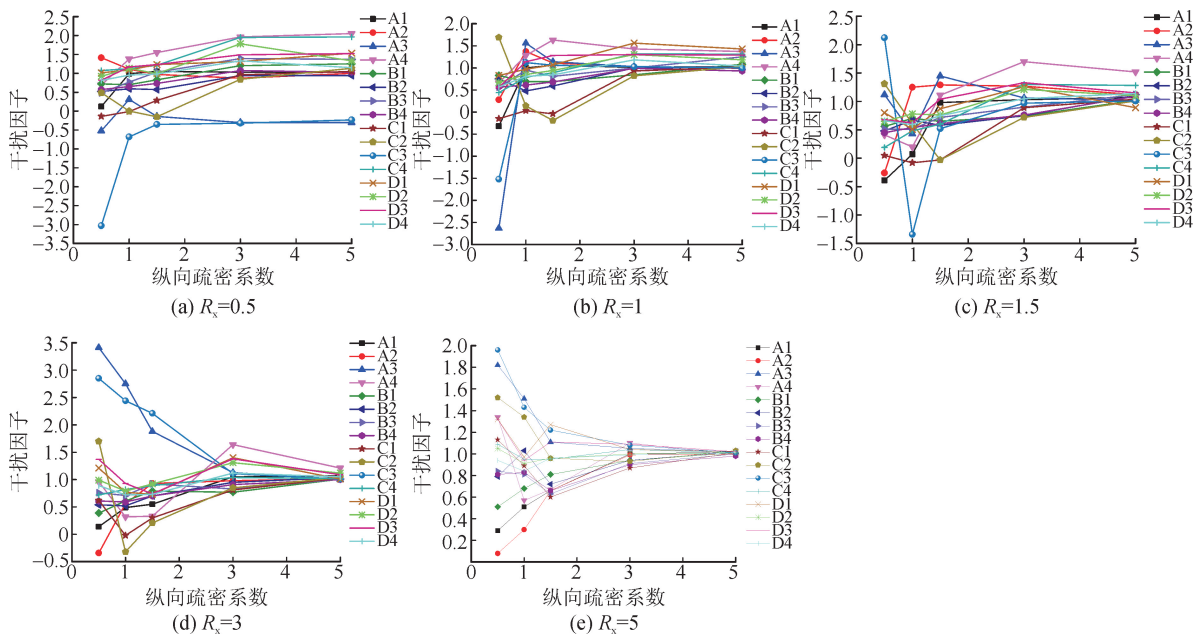 2.5
2.0
1.5
1.0
0.5
0
−0.5
−1.0
−1.5
−2.0
−2.5
−3.0
−3.5
干扰因子
0
1
2
3
4
5
纵向疏密系数
A1
A2
A3
A4
B1
B2
B3
B4
C1
C2
C3
C4
D1
D2
D3
D4
(a) Rx=0.5
2.0
1.5
1.0
0.5
0
−0.5
−1.0
−1.5
−2.0
−2.5
−3.0
干扰因子
0
1
2
3
4
5
纵向疏密系数
A1
A2
A3
A4
B1
B2
B3
B4
C1
C2
C3
C4
D1
D2
D3
D4
(b) Rx=1
2.5
2.0
1.5
1.0
0.5
0
−0.5
−1.0
−1.5
干扰因子
0
1
2
3
4
5
纵向疏密系数
A1
A2
A3
A4
B1
B2
B3
B4
C1
C2
C3
C4
D1
D2
D3
D4
(c) Rx=1.5
3.5
3.0
2.5
2.0
1.5
1.0
0.5
0
−0.5
干扰因子
0
1
2
3
4
5
纵向疏密系数
A1
A2
A3
A4
B1
B2
B3
B4
C1
C2
C3
C4
D1
D2
D3
D4
(d) Rx=3
2.0
1.8
1.6
1.4
1.2
1.0
0.8
0.6
0.4
0.2
干扰因子
0
1
2
3
4
5
纵向疏密系数
A1
A2
A3
A4
B1
B2
B3
B4
C1
C2
C3
C4
D1
D2
D3
D4
(e) Rx=5